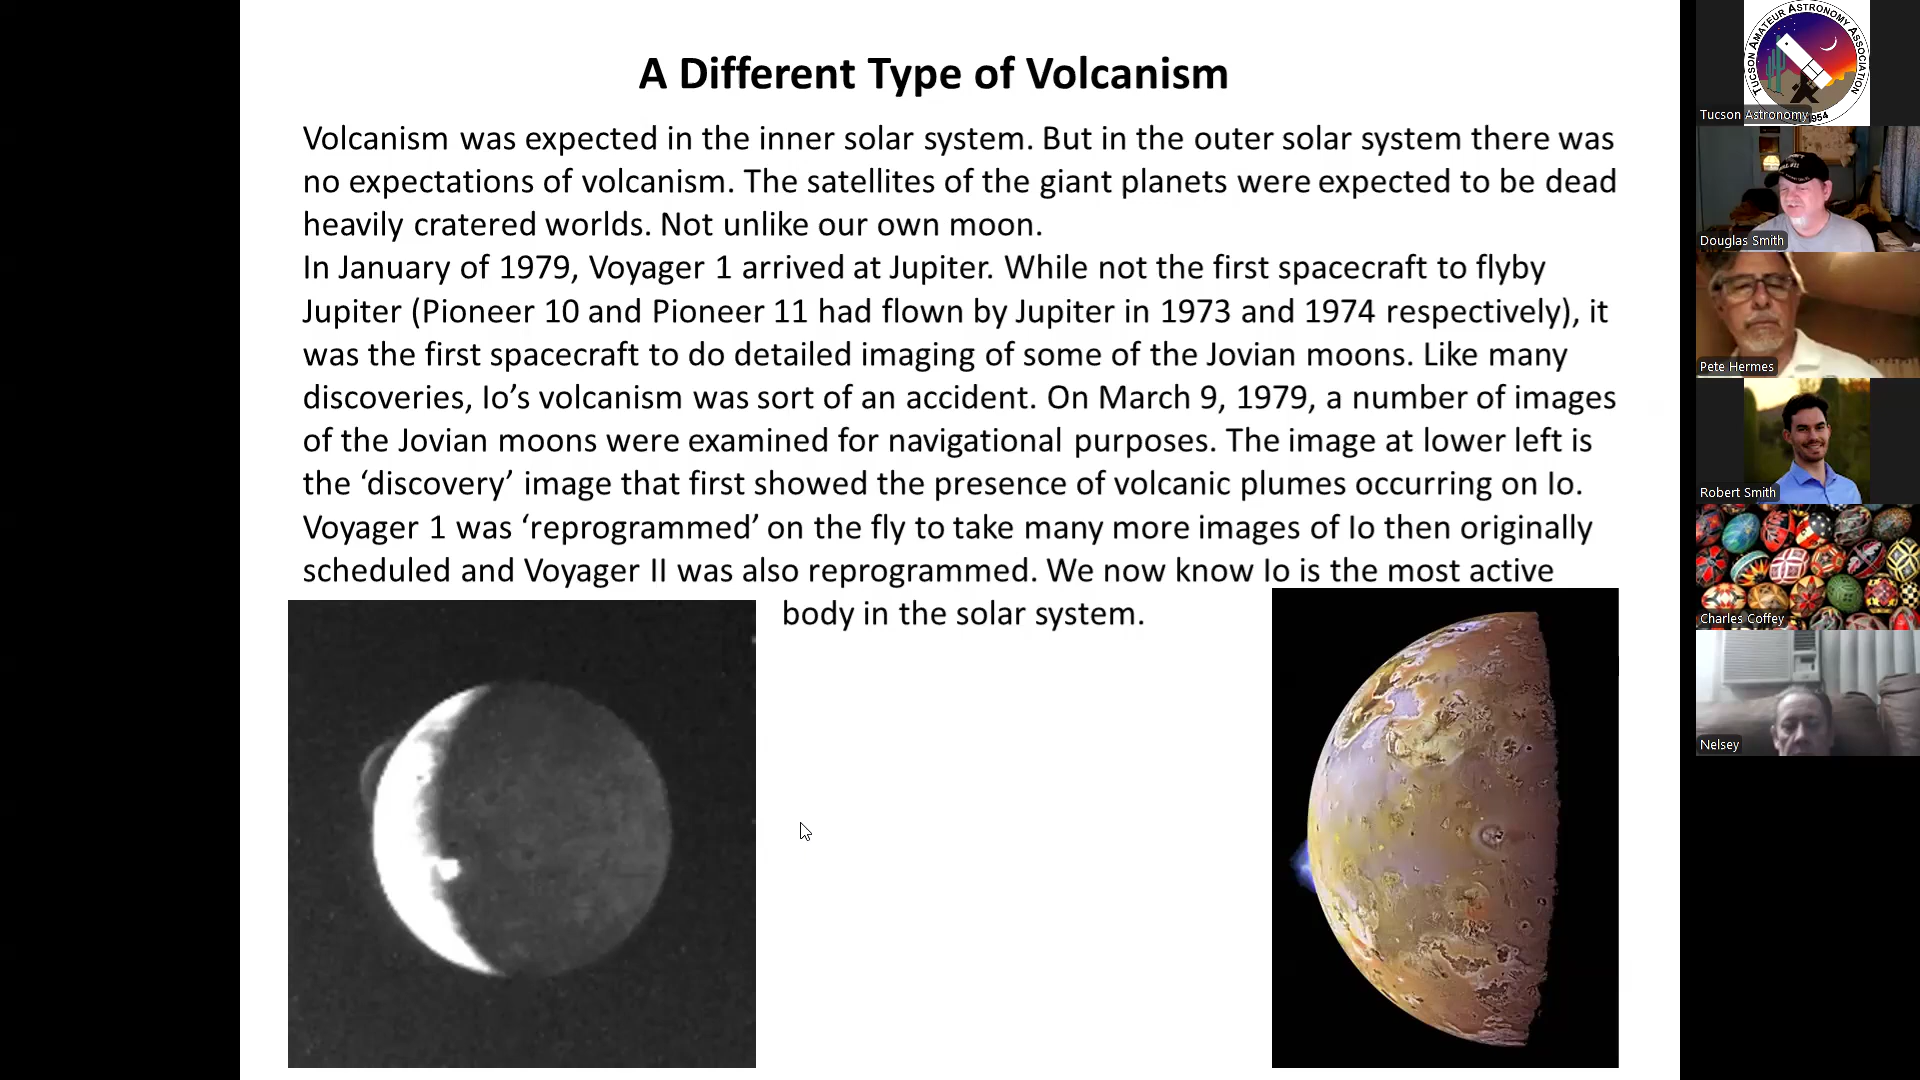 A Different Type of Volcanism
Volcanism was expected in the inner solar system. But in the outer solar system there was
no expectations of volcanism. The satellites of the giant planets were expected to be dead
heavily cratered worlds. Not unlike our own moon.
In January of 1979, Voyager 1 arrived at Jupiter. While not the first spacecraft to flyby
Jupiter (Pioneer 10 and Pioneer 11 had flown by Jupiter in 1973 and 1974 respectively), it
was the first spacecraft to do detailed imaging of some of the Jovian moons. Like many
discoveries, Io’s volcanism was sort of an accident. On March 9, 1979, a number of images
of the Jovian moons were examined for navigational purposes. The image at lower left is
the ‘discovery’ image that first showed the presence of volcanic plumes occurring on Io.
Voyager 1 was ‘reprogrammed’ on the fly to take many more images of Io then originally
scheduled and Voyager II was also reprogrammed. We now know Io is the most active
body in the solar system.
TUCSON AMATEUR ASTRONOMY ASSOCIATION
Tucson Astronomy
Douglas Smith
Pete Hermes
Robert Smith
Charles Coffey
Nelsey